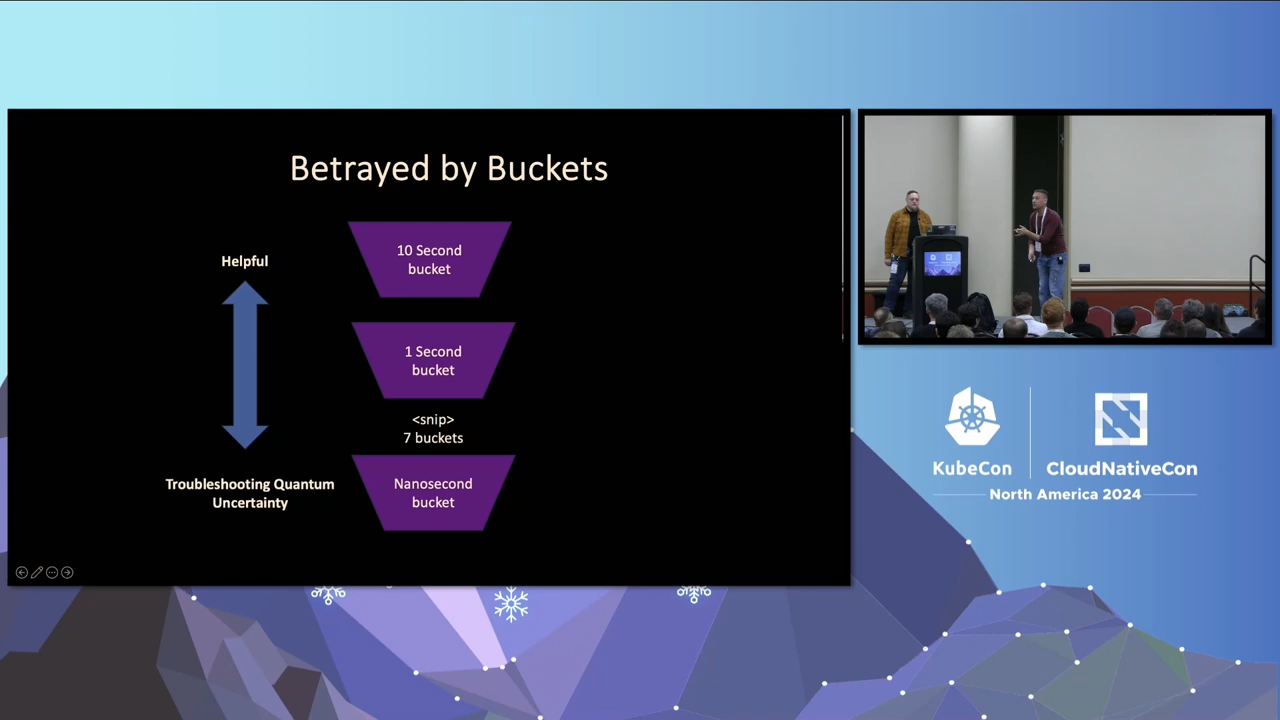 Betrayed by Buckets
Helpful
Troubleshooting Quantum
Uncertainty
10 Second
bucket
1 Second
bucket
<snip>
7 buckets
Nanosecond
bucket
KubeCon
CloudNativeCon
North America 2024